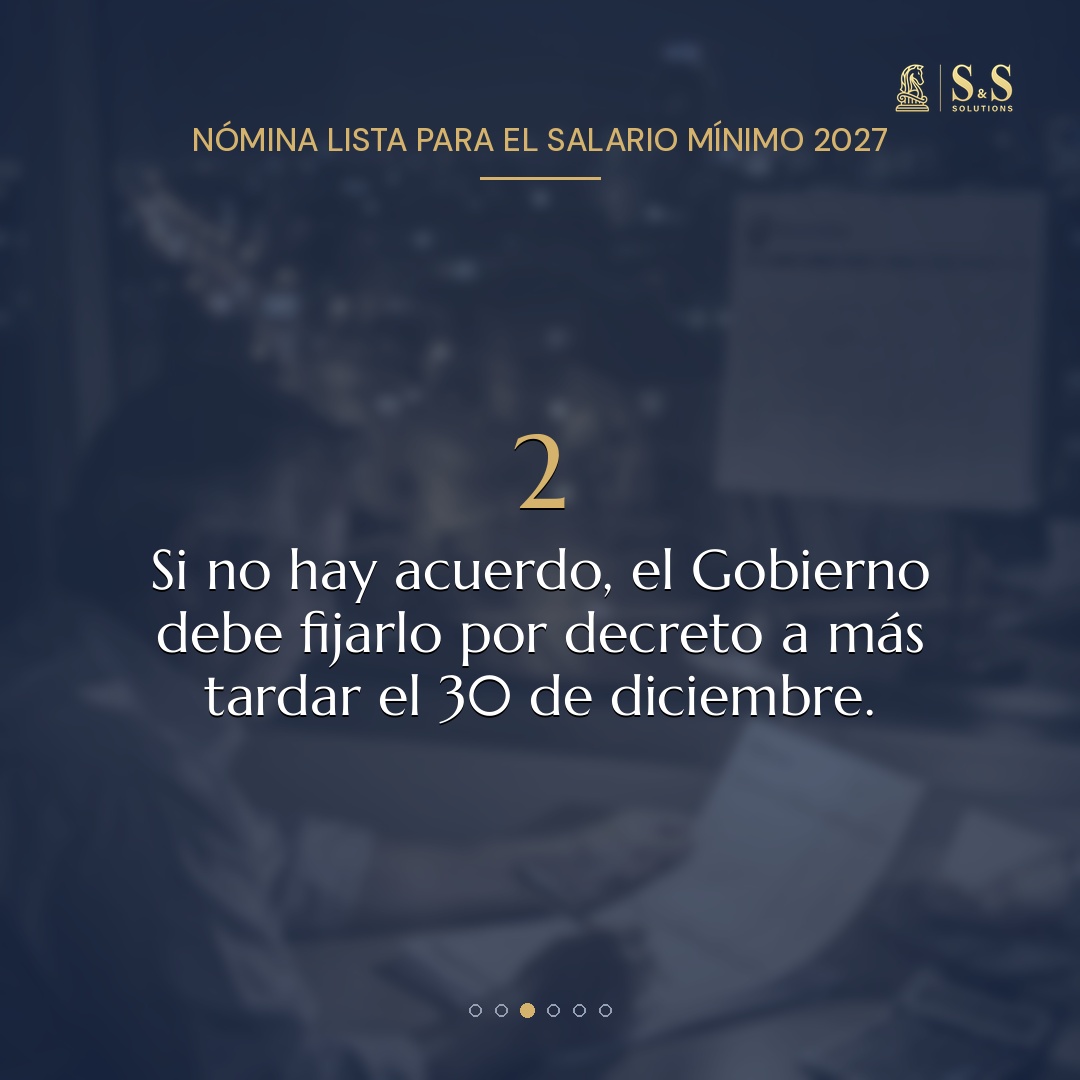 S&S
SOLUTIONS
NÓMINA LISTA PARA EL SALARIO MÍNIMO 2027
2
Si no hay acuerdo, el Gobierno
debe fijarlo por decreto a más
tardar el 30 de diciembre.